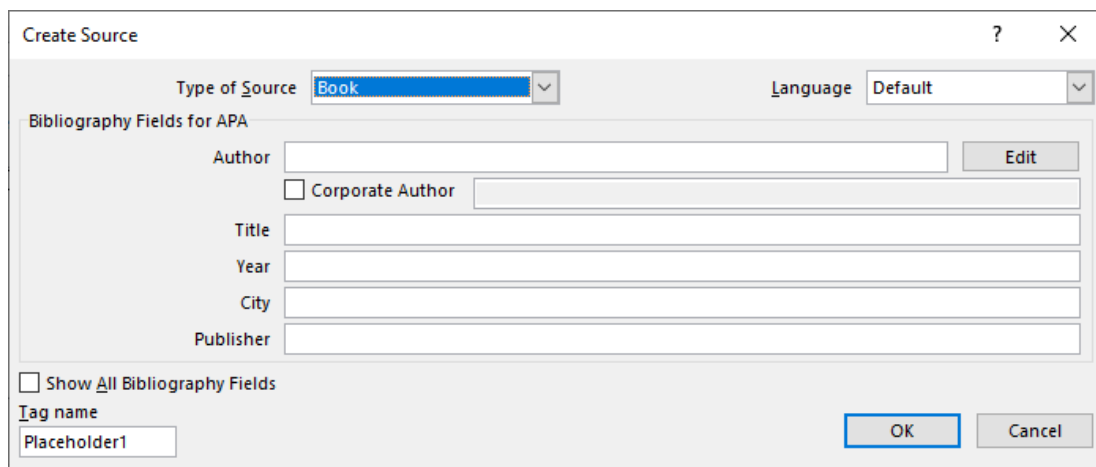 Create Source ?
Type of Source Book Language Default
Bibliography Fields for APA
Author Edit
Corporate Author
Title
Year
City
Publisher
Show All Bibliography Fields
Tag name
Placeholder1 OK Cancel